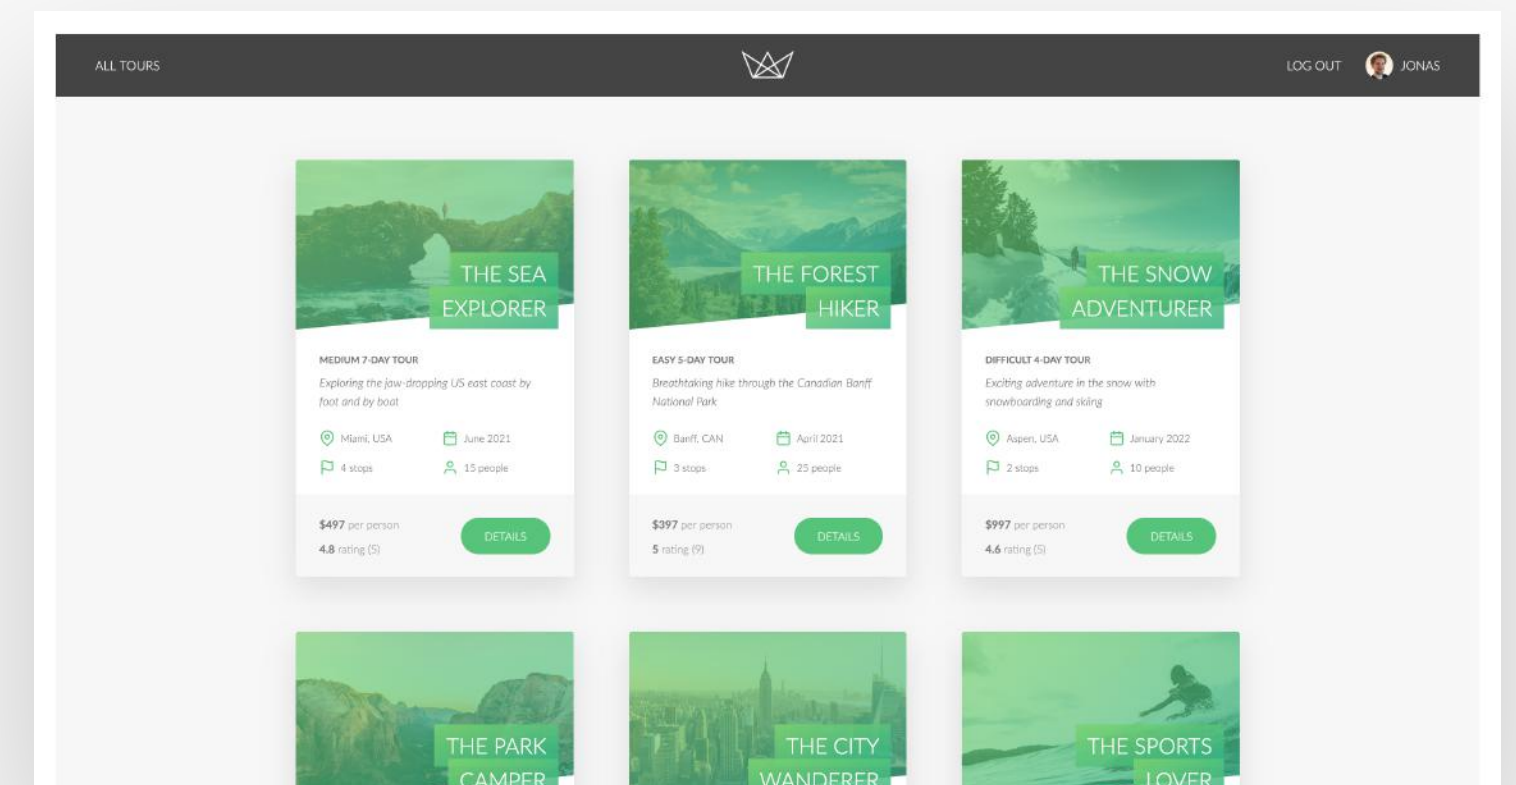 ALL TOURS
LOG OUT
JONAS
THE SEA
EXPLORER
MEDIUM 7-DAY TOUR
Exploring the jaw-dropping US east coast by
foot and by boat
Miami, USA
June 2021
4 stops
15 people
$497 per person
4.8 rating (5)
DETAILS
THE FOREST
HIKER
EASY 5-DAY TOUR
Breathtaking hike through the Canadian Banff
National Park
Banff, CAN
April 2021
3 stops
25 people
$397 per person
5 rating (9)
DETAILS
THE SNOW
ADVENTURER
DIFFICULT 4-DAY TOUR
Exciting adventure in the snow with
snowboarding and skiing
Aspen, USA
January 2022
2 stops
10 people
$997 per person
4.6 rating (5)
DETAILS
THE PARK
CAMPER
THE CITY
WANDERER
THE SPORTS
LOVER